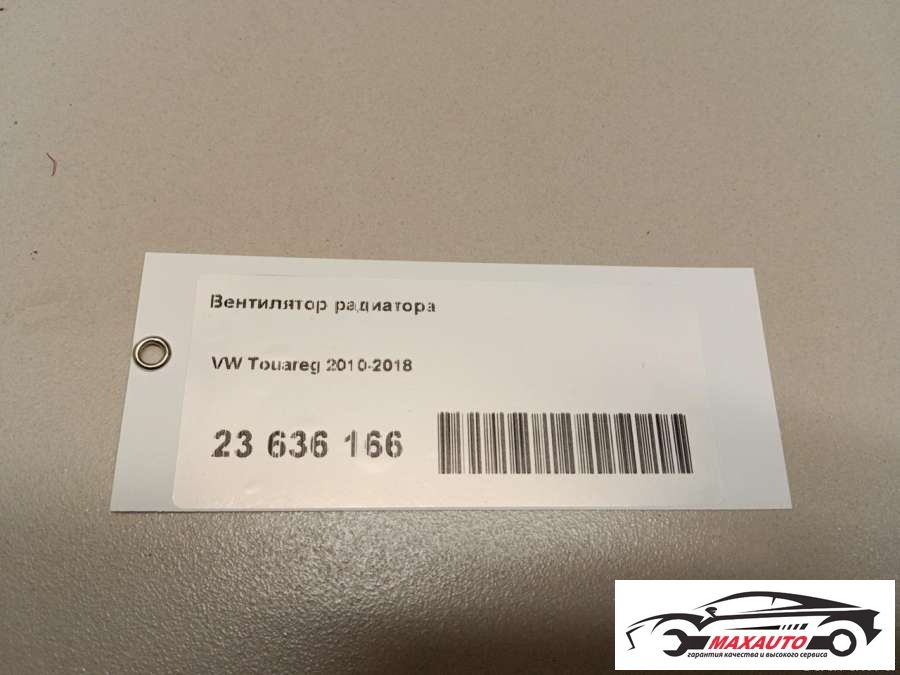 Вентилятор радиатора
VW Touareg 2010-2018
23 636 166
MAXAUTO
гарантия качества и высокого сервиса